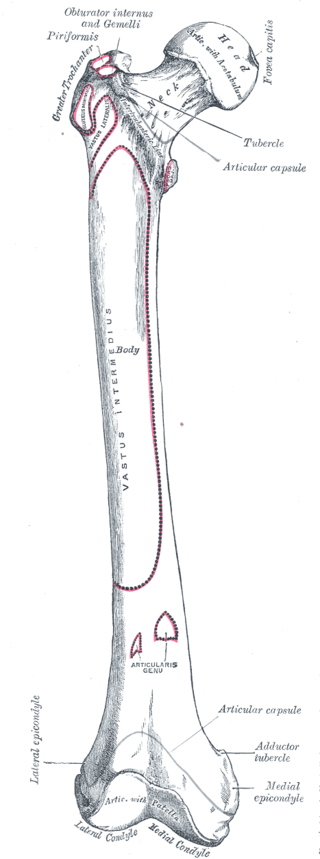 Obturator internus
and Gemelli
Piriformis
Greater Trochanter
Head
Artic. with Acetabulum
Fovea capitis
Neck
VASTUS LATERALIS
Tubercle
Articular capsule
Body
VASTUS INTERMEDIUS
ARTICULARIS
GENU
Articular capsule
Adductor
tubercle
Lateral epicondyle
Medial
epicondyle
Artic. with Patella
Lateral Condyle
Medial Condyle